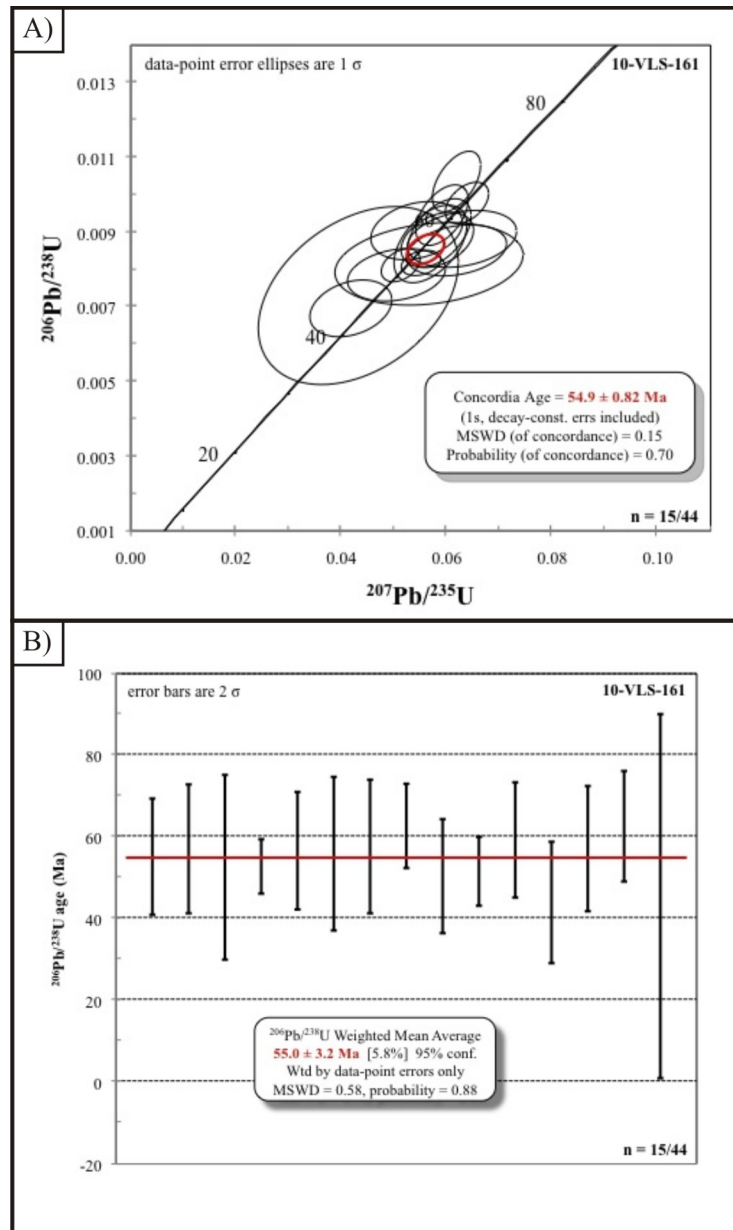 A)
data-point error ellipses are 1 σ
10-VLS-161
0.013
0.011
0.009
0.007
0.005
0.003
0.001
²⁰⁶Pb/²³⁸U
80
40
20
Concordia Age = 54.9 ± 0.82 Ma
(1s, decay-const. errs included)
MSWD (of concordance) = 0.15
Probability (of concordance) = 0.70
n = 15/44
0.00 0.02 0.04 0.06 0.08 0.10
²⁰⁷Pb/²³⁵U
B)
error bars are 2 σ
10-VLS-161
100
80
60
40
20
0
-20
²⁰⁶Pb/²³⁸U age (Ma)
²⁰⁶Pb/²³⁸U Weighted Mean Average
55.0 ± 3.2 Ma [5.8%] 95% conf.
Wtd by data-point errors only
MSWD = 0.58, probability = 0.88
n = 15/44